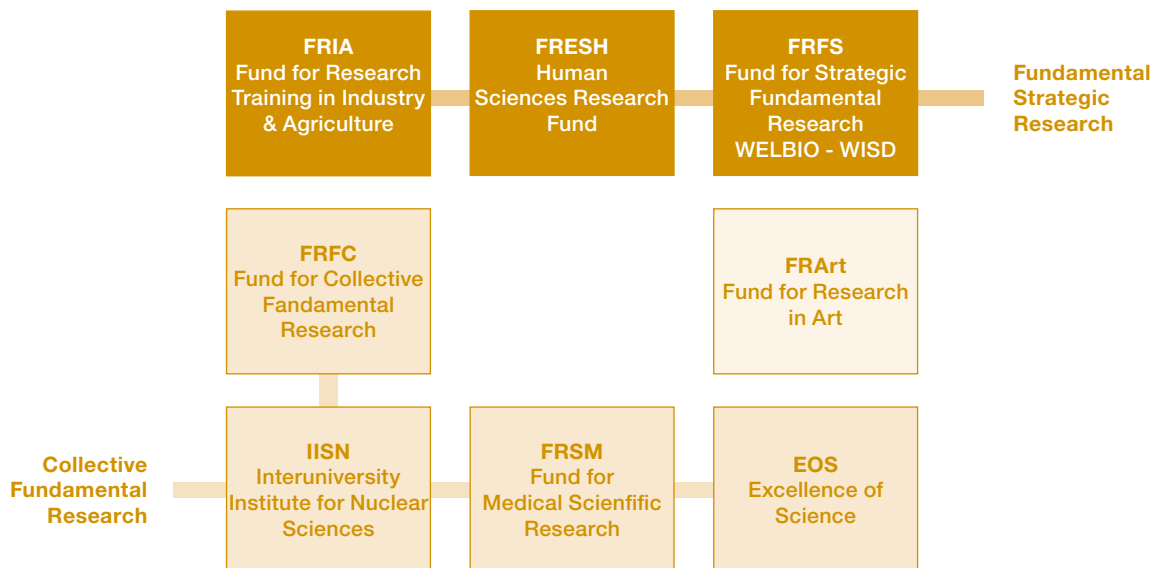 FRIA
Fund for Research
Training in Industry
& Agriculture
FRESH
Human
Sciences Research
Fund
FRFS
Fund for Strategic
Fundamental
Research
WELBIO - WISD
Fundamental
Strategic
Research
FRFC
Fund for Collective
Fandamental
Research
FRArt
Fund for Research
in Art
Collective
Fundamental
Research
IISN
Interuniversity
Institute for Nuclear
Sciences
FRSM
Fund for
Medical Scienfific
Research
EOS
Excellence of
Science